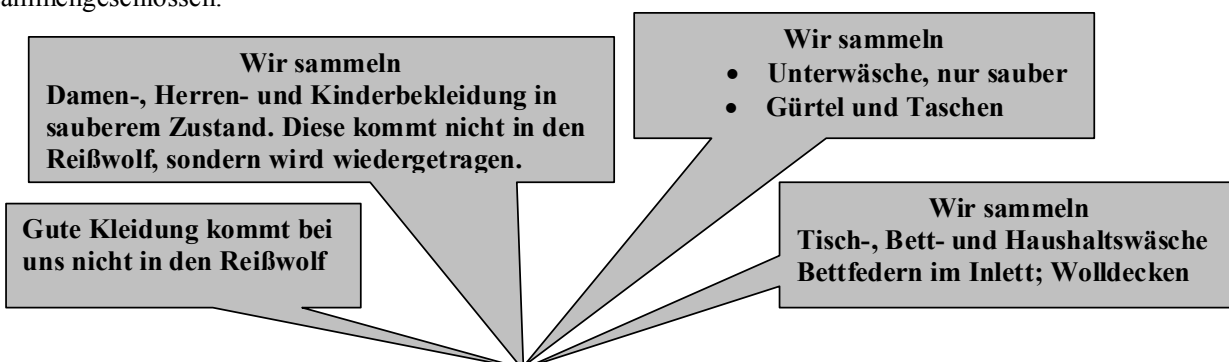 Wir sammeln
Damen-, Herren- und Kinderbekleidung in
sauberem Zustand. Diese kommt nicht in den
Reißwolf, sondern wird wiedergetragen.
Wir sammeln
• Unterwäsche, nur sauber
• Gürtel und Taschen
Gute Kleidung kommt bei
uns nicht in den Reißwolf
Wir sammeln
Tisch-, Bett- und Haushaltswäsche
Bettfedern im Inlett; Wolldecken